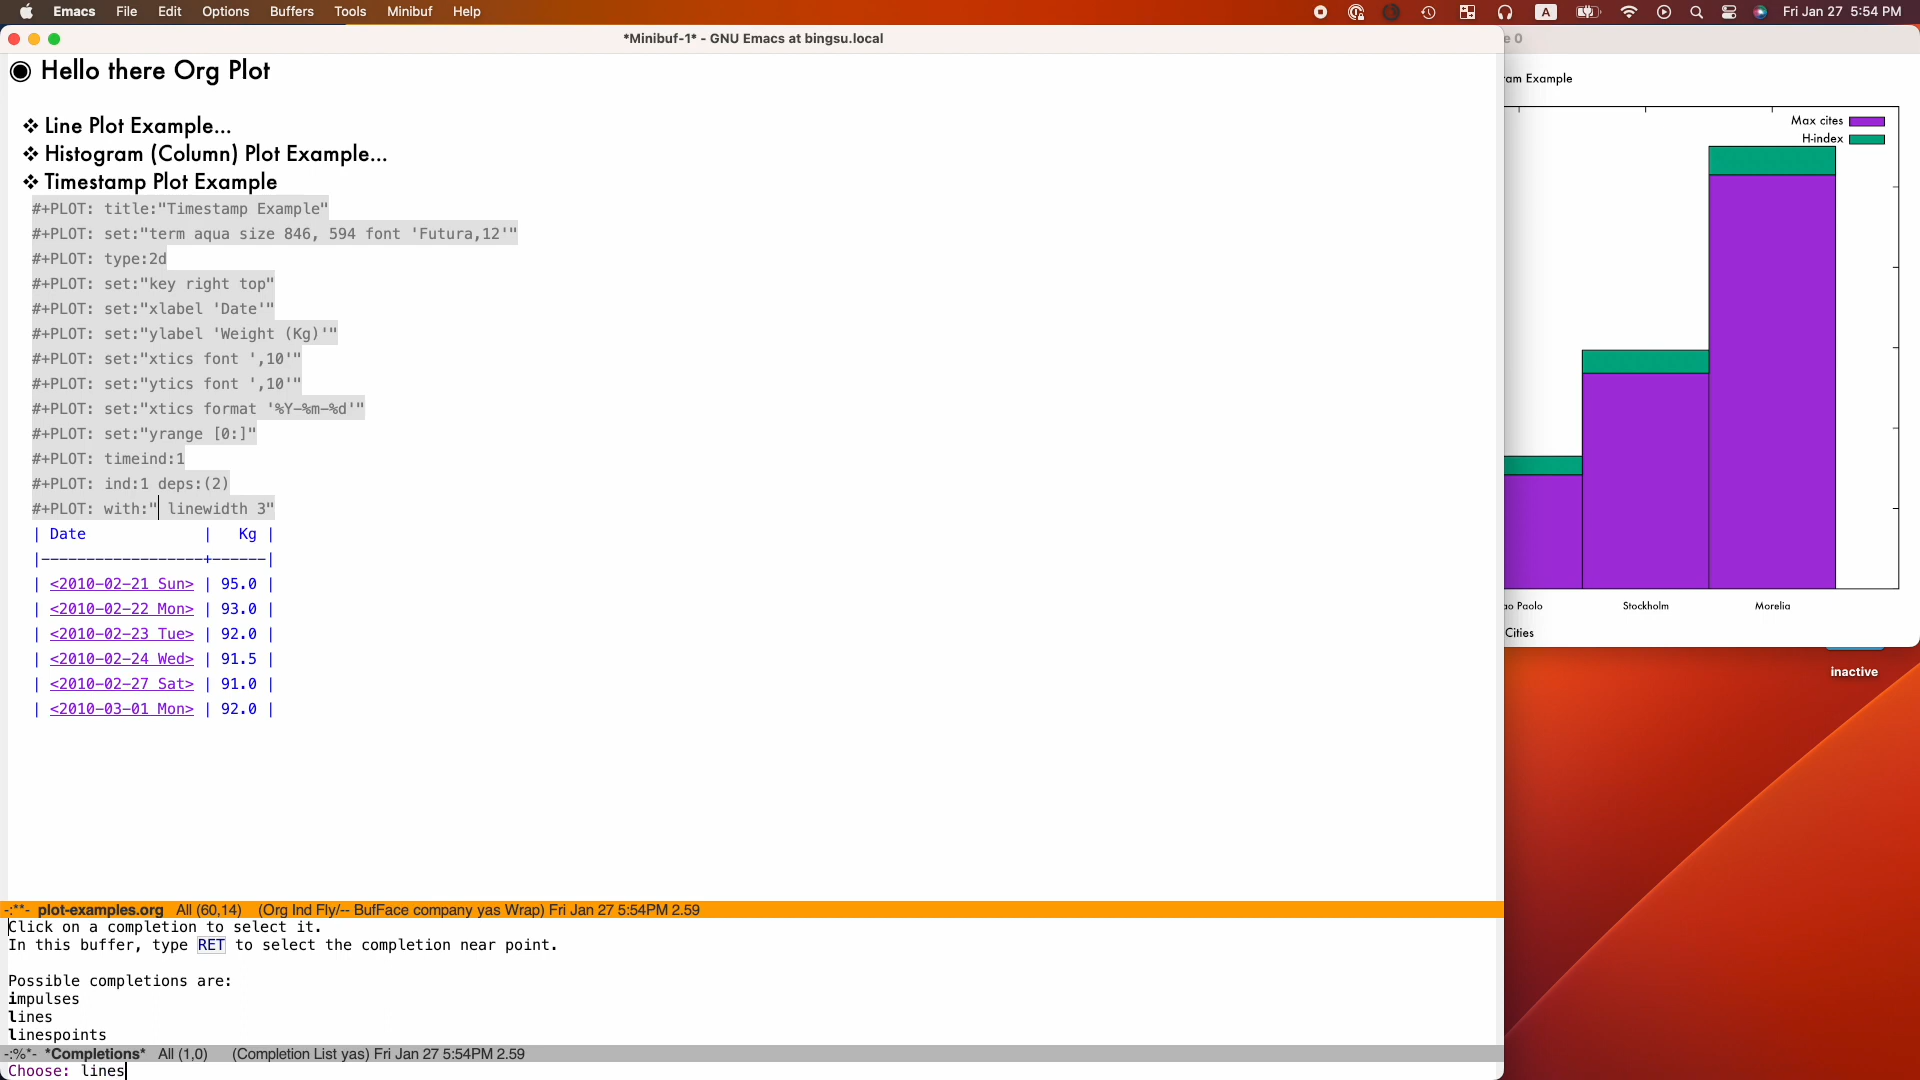 Emacs File Edit Options Buffers Tools Minibuf Help
A
Fri Jan 27 5:54 PM
*Minibuf-1* - GNU Emacs at bingsu.local
e 0
◉ Hello there Org Plot
❖ Line Plot Example...
❖ Histogram (Column) Plot Example...
❖ Timestamp Plot Example
#+PLOT: title:"Timestamp Example"
#+PLOT: set:"term aqua size 846, 594 font 'Futura,12'"
#+PLOT: type:2d
#+PLOT: set:"key right top"
#+PLOT: set:"xlabel 'Date'"
#+PLOT: set:"ylabel 'Weight (Kg)'"
#+PLOT: set:"xtics font ',10'"
#+PLOT: set:"ytics font ',10'"
#+PLOT: set:"xtics format '%Y-%m-%d'"
#+PLOT: set:"yrange [0:]"
#+PLOT: timeind:1
#+PLOT: ind:1 deps:(2)
#+PLOT: with:" linewidth 3"
| Date | Kg |
|------------------+------|
| <2010-02-21 Sun> | 95.0 |
| <2010-02-22 Mon> | 93.0 |
| <2010-02-23 Tue> | 92.0 |
| <2010-02-24 Wed> | 91.5 |
| <2010-02-27 Sat> | 91.0 |
| <2010-03-01 Mon> | 92.0 |
am Example
Max cites
H-index
ao Paolo Stockholm Morelia
Cities
inactive
-:**- plot-examples.org All (60,14) (Org Ind Fly/-- BufFace company yas Wrap) Fri Jan 27 5:54PM 2.59
Click on a completion to select it.
In this buffer, type RET to select the completion near point.
Possible completions are:
impulses
lines
linespoints
-:%*- *Completions* All (1,0) (Completion List yas) Fri Jan 27 5:54PM 2.59
Choose: lines